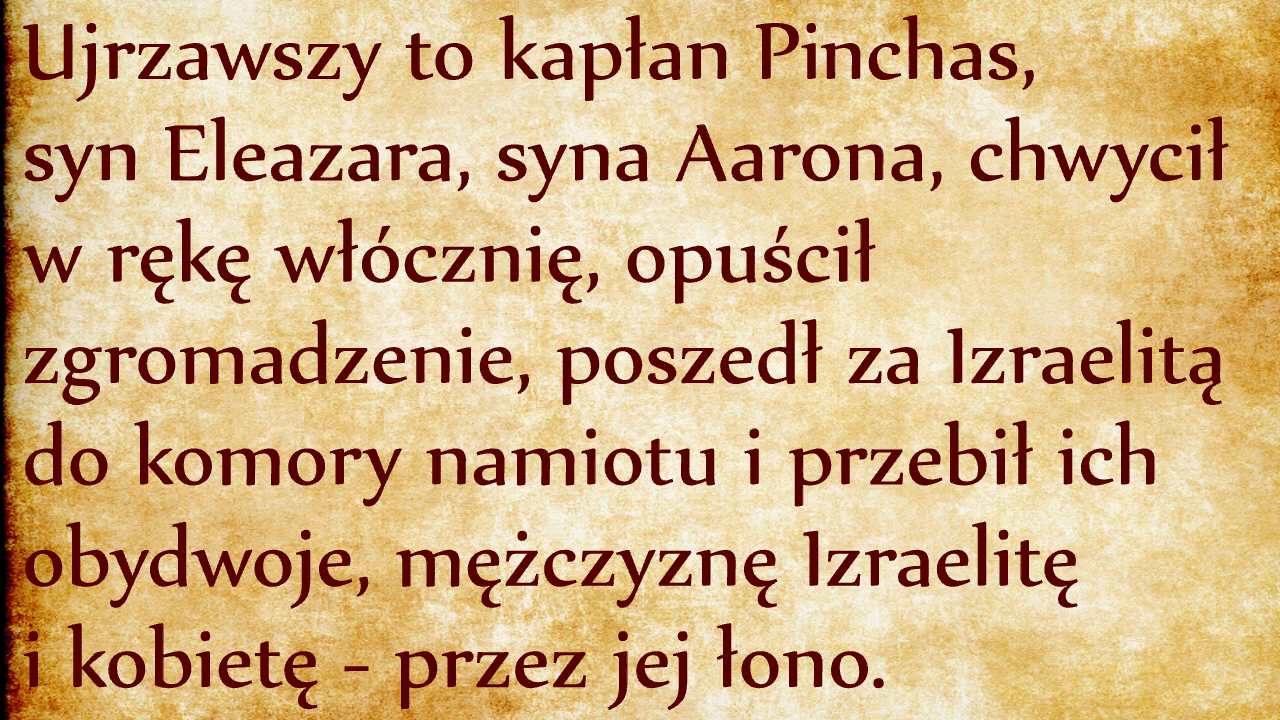 Ujrzawszy to kapłan Pinchas,
syn Eleazara, syna Aarona, chwycił
w rękę włócznię, opuścił
zgromadzenie, poszedł za Izraelitą
do komory namiotu i przebił ich
obydwoje, mężczyznę Izraelitę
i kobietę - przez jej łono.